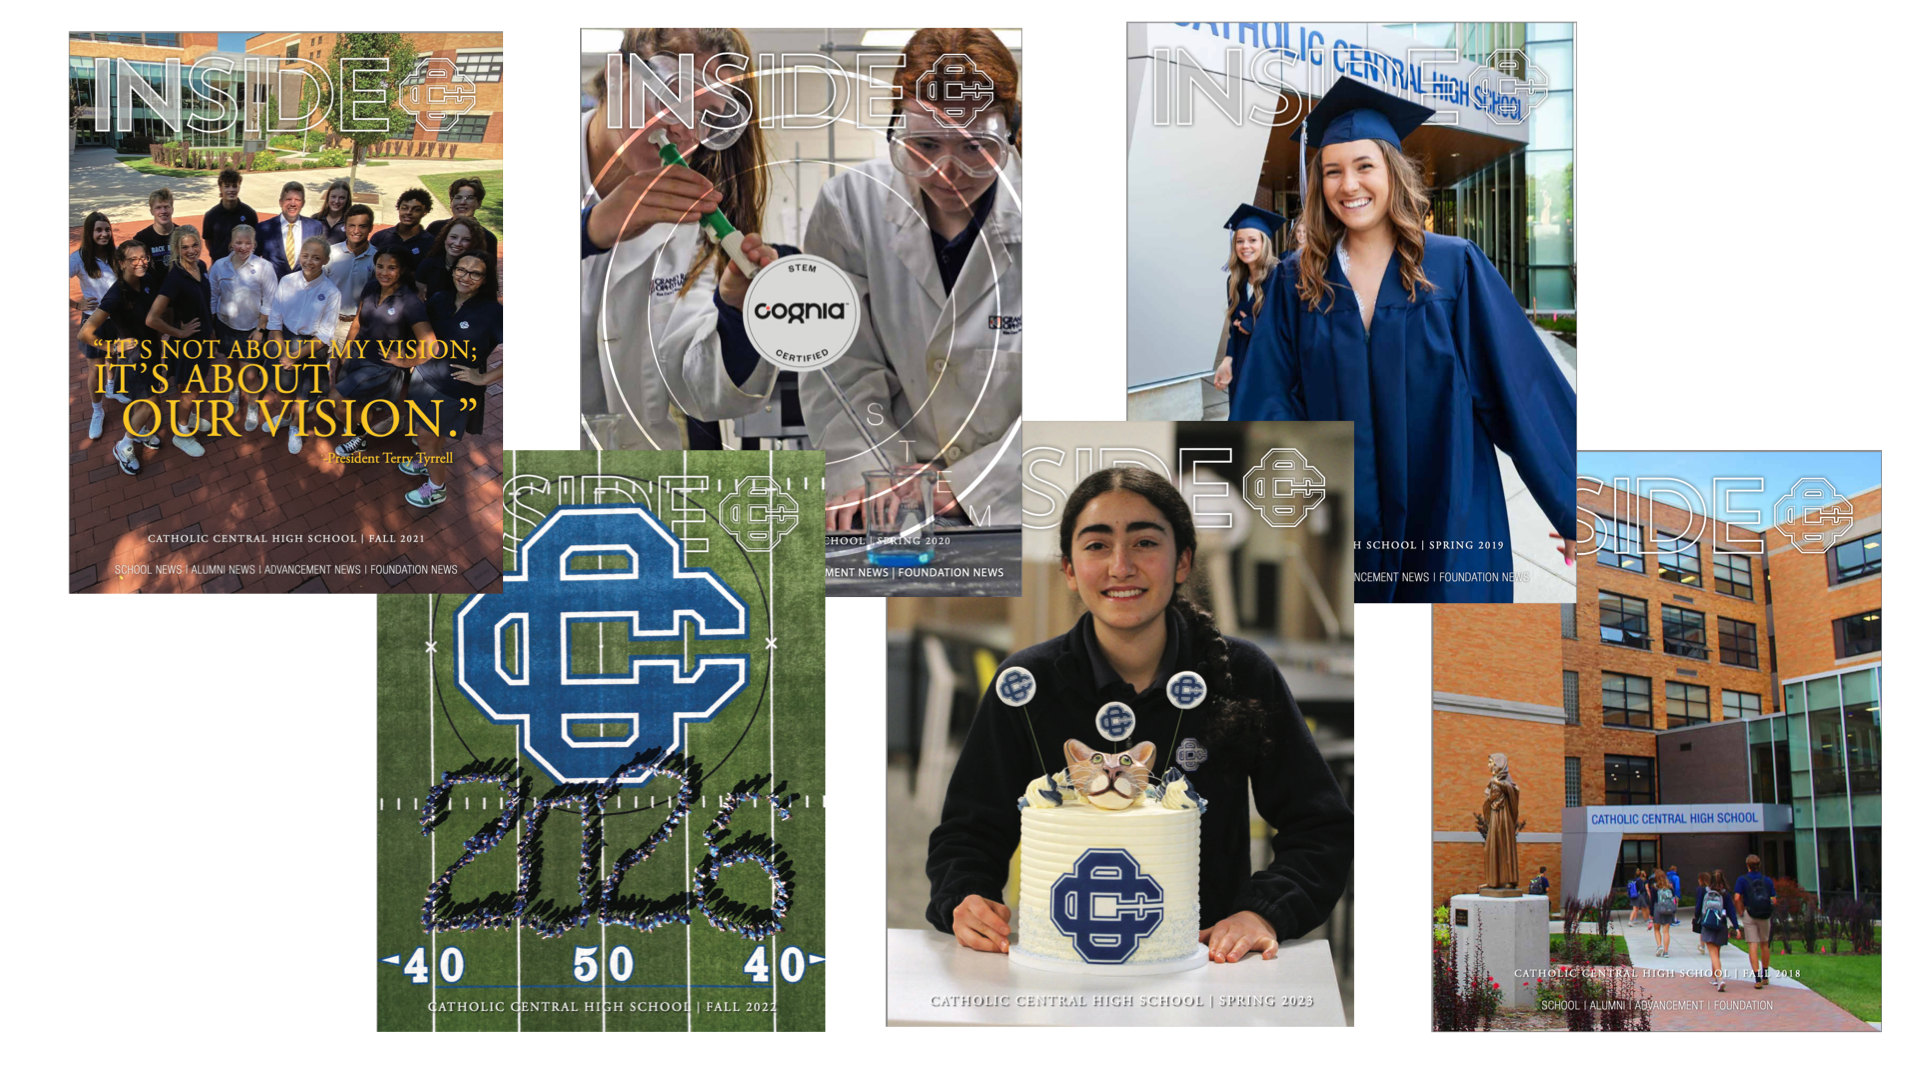 INSIDE
“IT’S NOT ABOUT MY VISION;
IT’S ABOUT
OUR VISION.”
-President Terry Tyrrell
CATHOLIC CENTRAL HIGH SCHOOL | FALL 2021
SCHOOL NEWS | ALUMNI NEWS | ADVANCEMENT NEWS | FOUNDATION NEWS
INSIDE
STEM
cognia
CERTIFIED
S
T
E
M
SPRING 2020
NEWS | FOUNDATION NEWS
INSIDE
CATHOLIC CENTRAL HIGH SCHOOL
H SCHOOL | SPRING 2019
NCEMENT NEWS | FOUNDATION NEWS
SIDE
2026
40 50 40
CATHOLIC CENTRAL HIGH SCHOOL | FALL 2022
SIDE
CATHOLIC CENTRAL HIGH SCHOOL | SPRING 2023
SIDE
CATHOLIC CENTRAL HIGH SCHOOL
CATHOLIC CENTRAL HIGH SCHOOL | FALL 2018
SCHOOL | ALUMNI | ADVANCEMENT | FOUNDATION